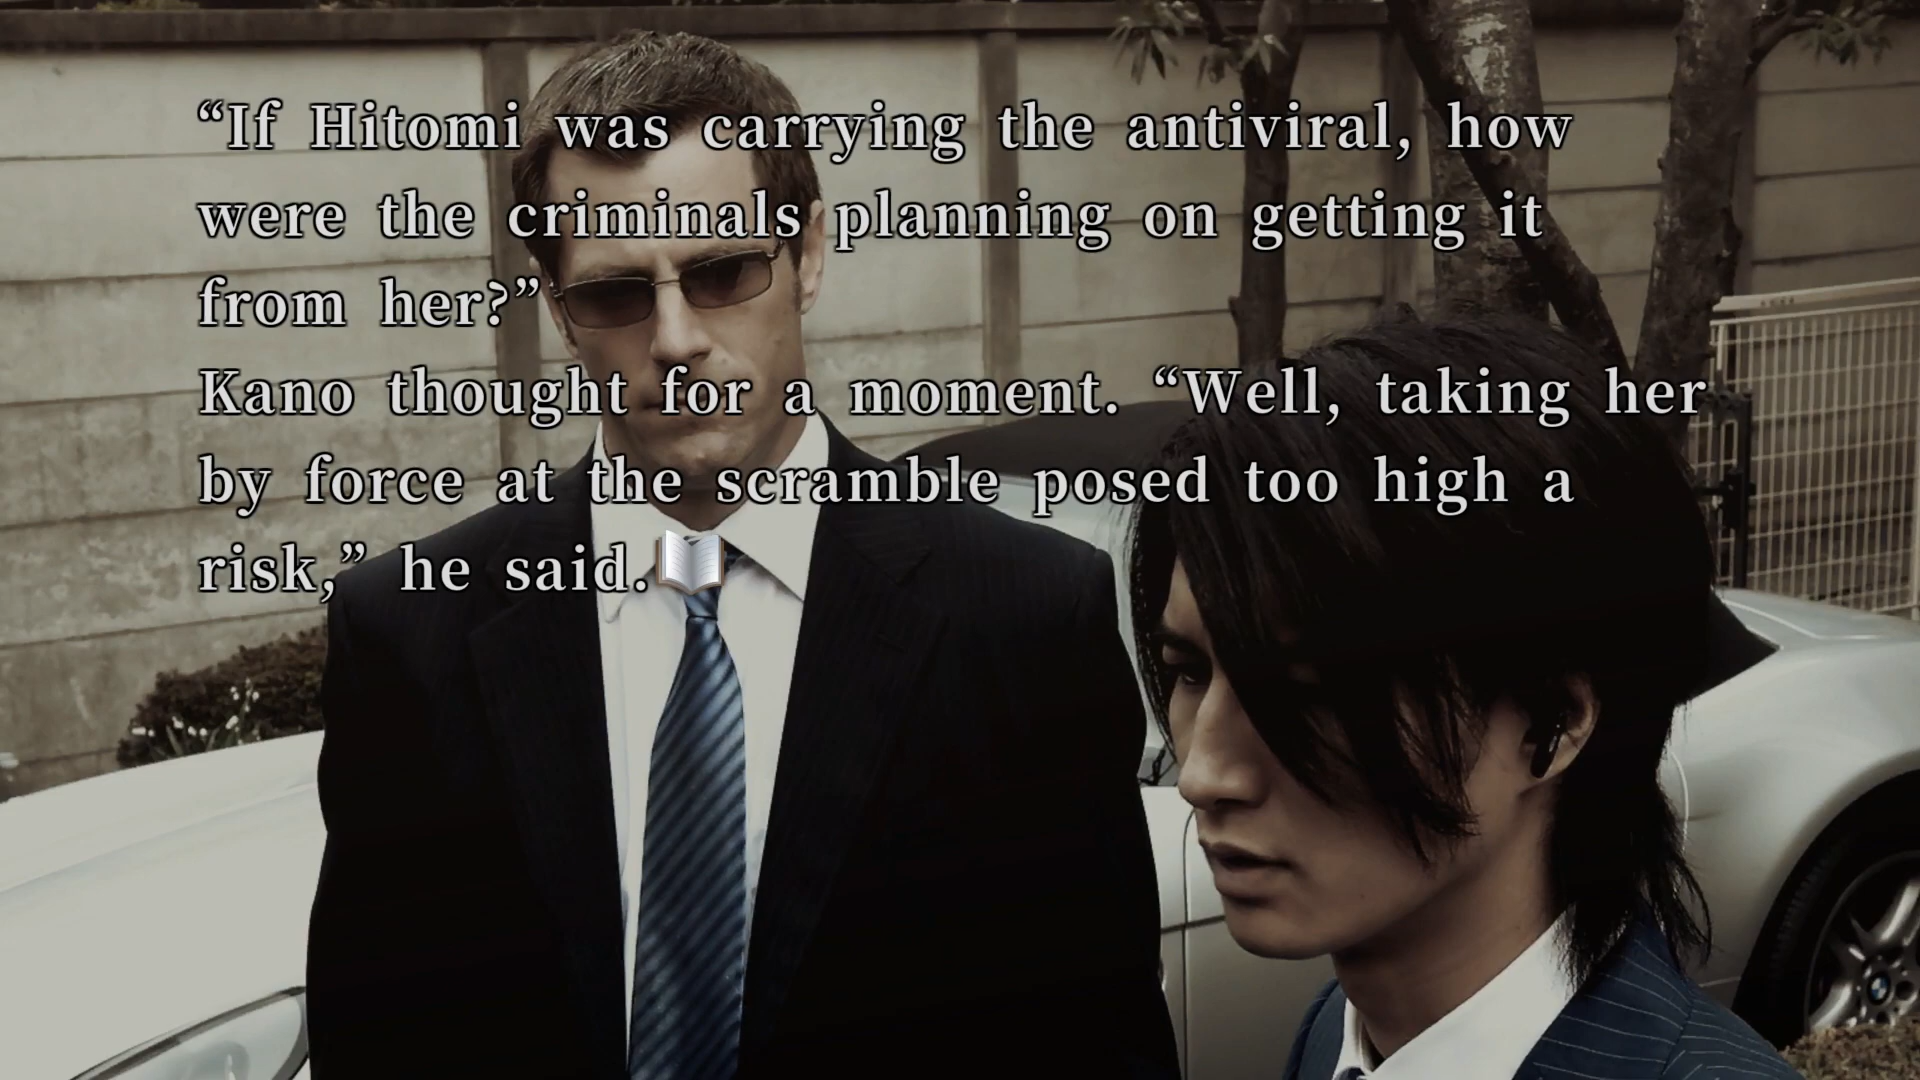 “If Hitomi was carrying the antiviral, how
were the criminals planning on getting it
from her?”
Kano thought for a moment. “Well, taking her
by force at the scramble posed too high a
risk,” he said.